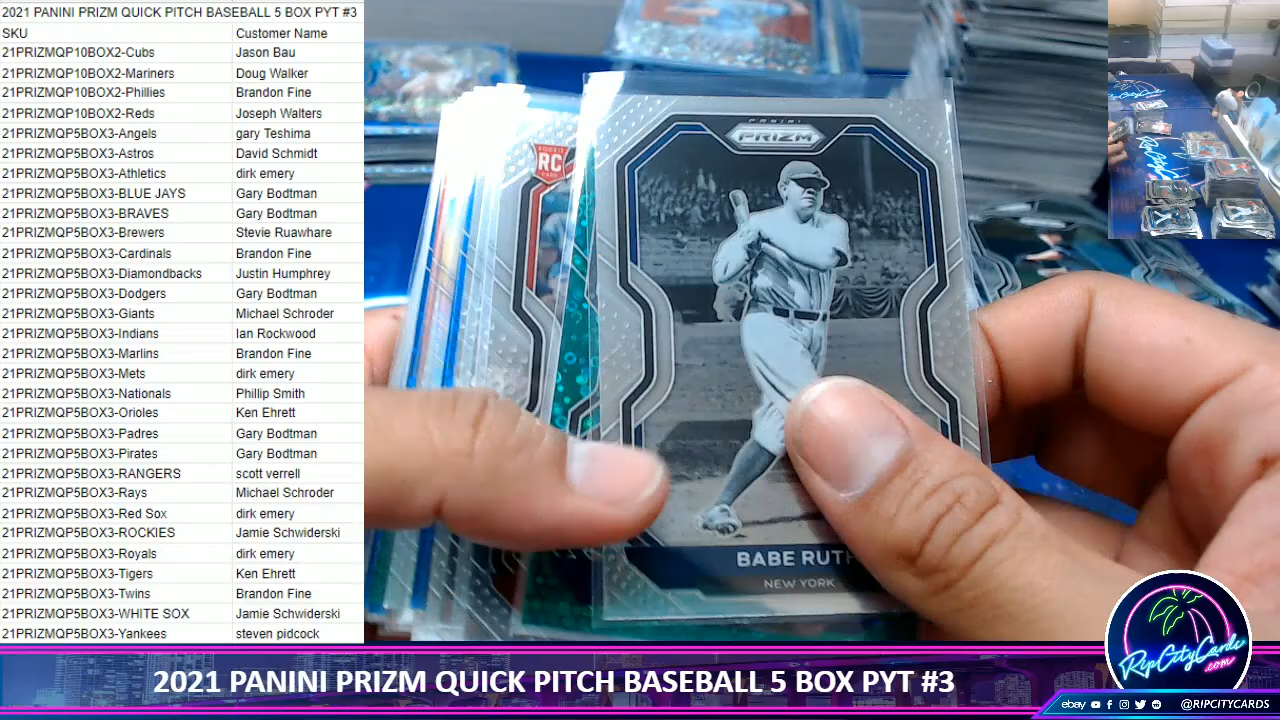 2021 PANINI PRIZM QUICK PITCH BASEBALL 5 BOX PYT #3
SKU Customer Name
21PRIZMQP10BOX2-Cubs Jason Bau
21PRIZMQP10BOX2-Mariners Doug Walker
21PRIZMQP10BOX2-Phillies Brandon Fine
21PRIZMQP10BOX2-Reds Joseph Walters
21PRIZMQP5BOX3-Angels gary Teshima
21PRIZMQP5BOX3-Astros David Schmidt
21PRIZMQP5BOX3-Athletics dirk emery
21PRIZMQP5BOX3-BLUE JAYS Gary Bodtman
21PRIZMQP5BOX3-BRAVES Gary Bodtman
21PRIZMQP5BOX3-Brewers Stevie Ruawhare
21PRIZMQP5BOX3-Cardinals Brandon Fine
21PRIZMQP5BOX3-Diamondbacks Justin Humphrey
21PRIZMQP5BOX3-Dodgers Gary Bodtman
21PRIZMQP5BOX3-Giants Michael Schroder
21PRIZMQP5BOX3-Indians Ian Rockwood
21PRIZMQP5BOX3-Marlins Brandon Fine
21PRIZMQP5BOX3-Mets dirk emery
21PRIZMQP5BOX3-Nationals Phillip Smith
21PRIZMQP5BOX3-Orioles Ken Ehrett
21PRIZMQP5BOX3-Padres Gary Bodtman
21PRIZMQP5BOX3-Pirates Gary Bodtman
21PRIZMQP5BOX3-RANGERS scott verrell
21PRIZMQP5BOX3-Rays Michael Schroder
21PRIZMQP5BOX3-Red Sox dirk emery
21PRIZMQP5BOX3-ROCKIES Jamie Schwiderski
21PRIZMQP5BOX3-Royals dirk emery
21PRIZMQP5BOX3-Tigers Ken Ehrett
21PRIZMQP5BOX3-Twins Brandon Fine
21PRIZMQP5BOX3-WHITE SOX Jamie Schwiderski
21PRIZMQP5BOX3-Yankees steven pidcock
PANINI
PRIZM
ROOKIE
RC
CARD
BABE RUTH
NEW YORK
2021 PANINI PRIZM QUICK PITCH BASEBALL 5 BOX PYT #3
RipCityCards
.com
ebay @RIPCITYCARDS